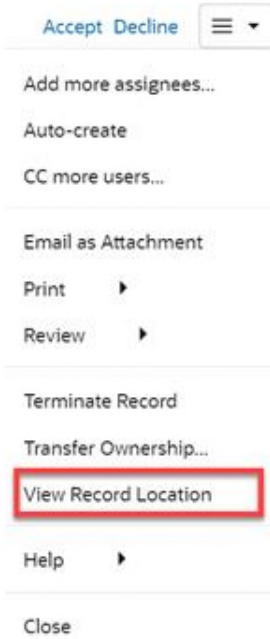 Accept Decline
Add more assignees...
Auto-create
CC more users...
Email as Attachment
Print
Review
Terminate Record
Transfer Ownership...
View Record Location
Help
Close